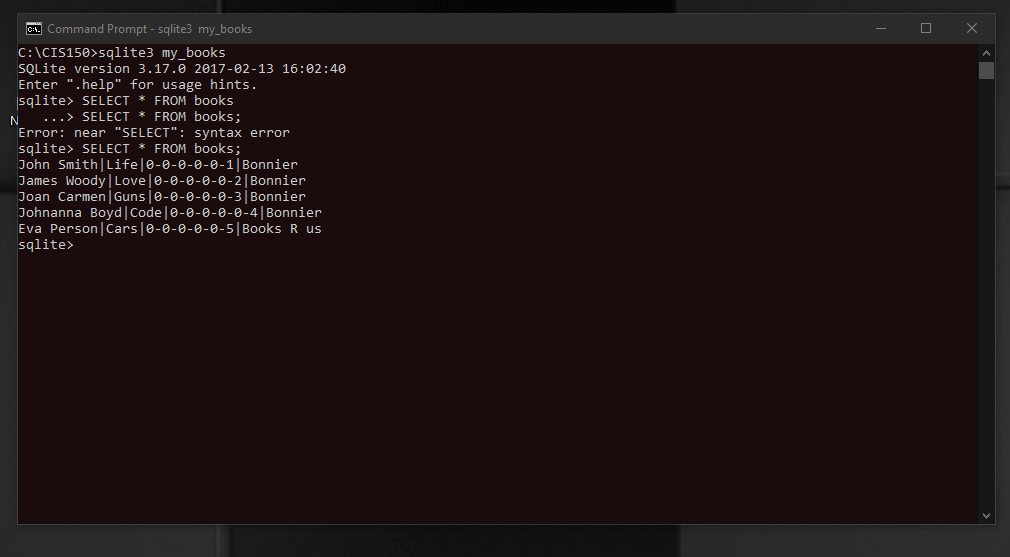 Command Prompt - sqlite3 my_books
C:\CIS150>sqlite3 my_books
SQLite version 3.17.0 2017-02-13 16:02:40
Enter ".help" for usage hints.
sqlite> SELECT * FROM books
   ...> SELECT * FROM books;
Error: near "SELECT": syntax error
sqlite> SELECT * FROM books;
John Smith|Life|0-0-0-0-0-1|Bonnier
James Woody|Love|0-0-0-0-0-2|Bonnier
Joan Carmen|Guns|0-0-0-0-0-3|Bonnier
Johnanna Boyd|Code|0-0-0-0-0-4|Bonnier
Eva Person|Cars|0-0-0-0-0-5|Books R us
sqlite>